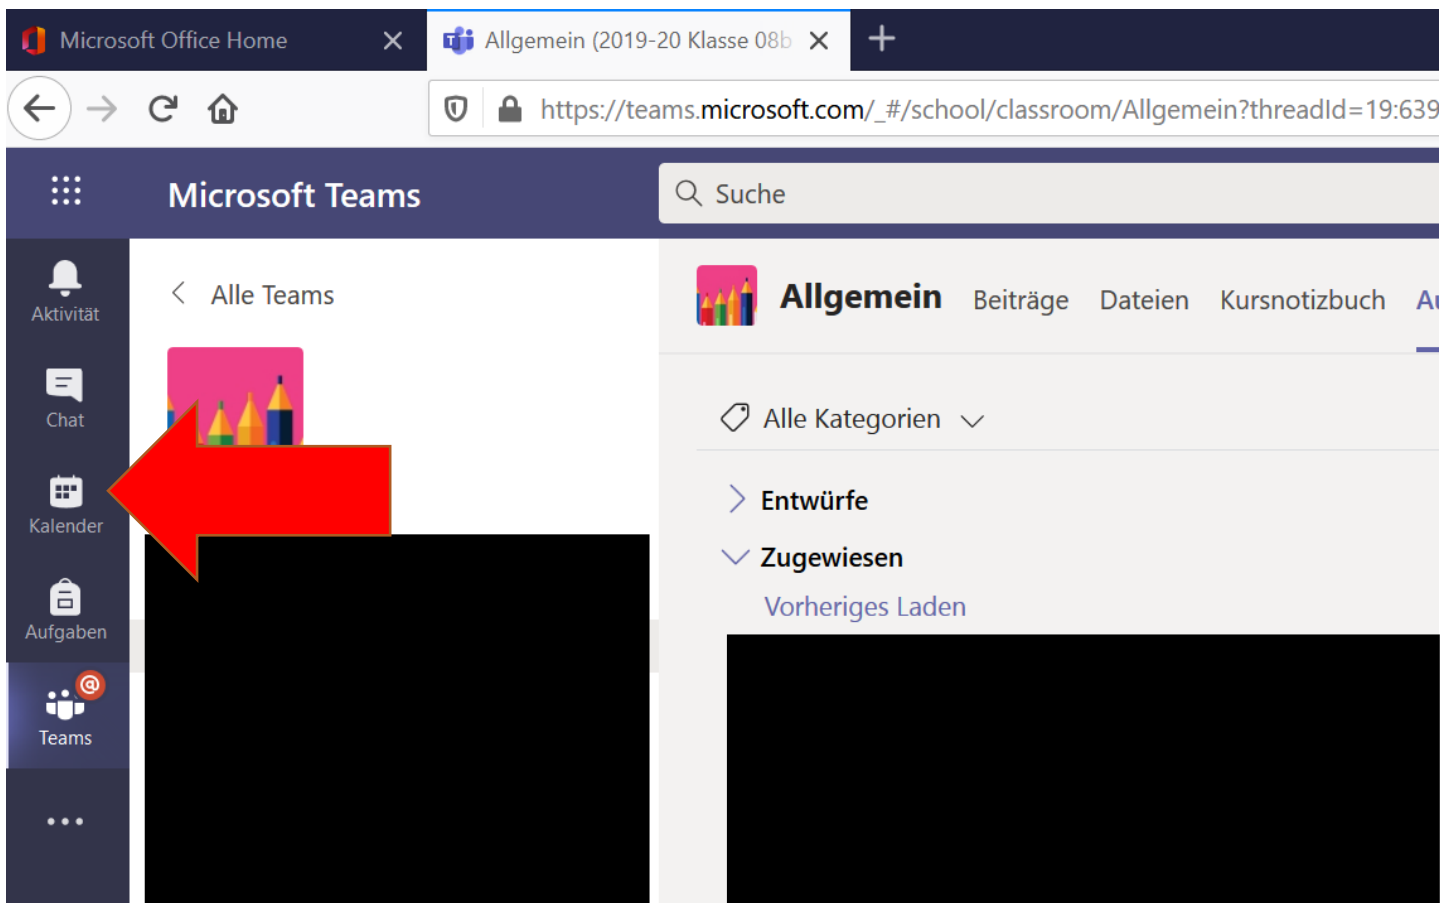 Microsoft Office Home
Allgemein (2019-20 Klasse 08b
https://teams.microsoft.com/_#/school/classroom/Allgemein?threadId=19:639
Microsoft Teams
Suche
Aktivität
Chat
Kalender
Aufgaben
Teams
Alle Teams
Allgemein Beiträge Dateien Kursnotizbuch
Alle Kategorien
Entwürfe
Zugewiesen
Vorheriges Laden